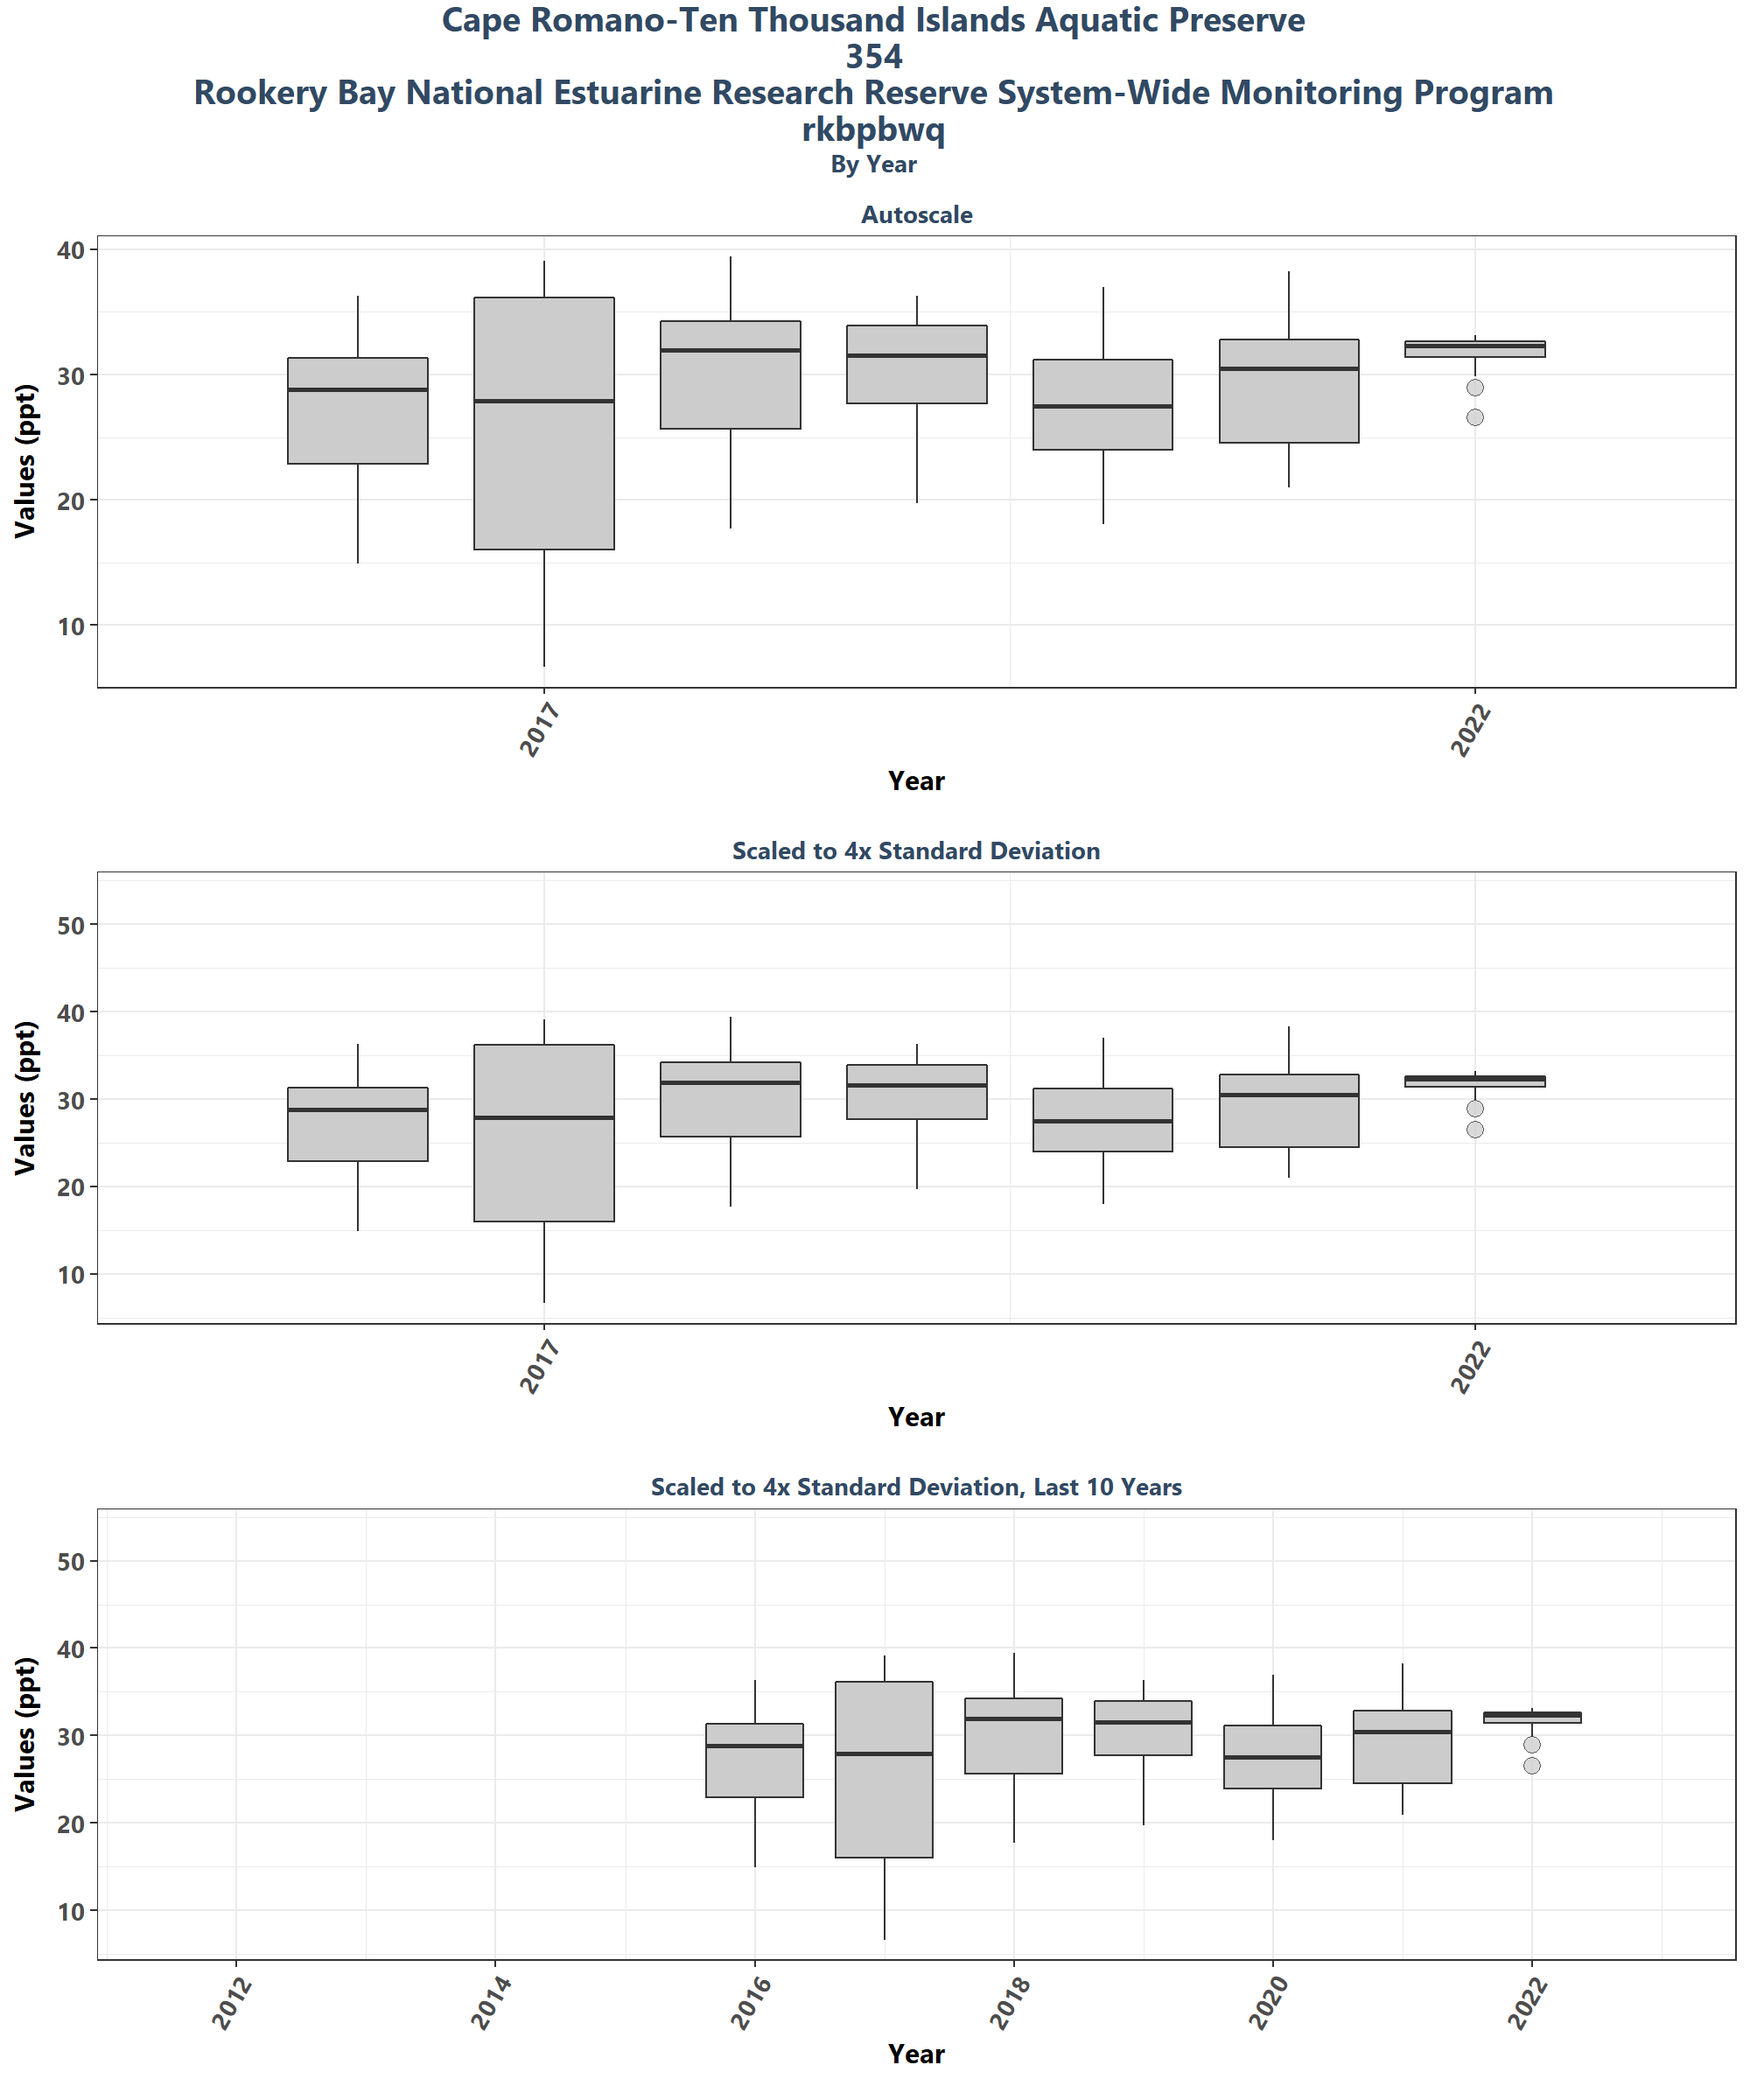 Cape Romano-Ten Thousand Islands Aquatic Preserve
354
Rookery Bay National Estuarine Research Reserve System-Wide Monitoring Program
rkbpbwq
By Year
Autoscale
40
30
20
10
Values (ppt)
2017
2022
Year
Scaled to 4x Standard Deviation
50
40
30
20
10
Values (ppt)
2017
2022
Year
Scaled to 4x Standard Deviation, Last 10 Years
50
40
30
20
10
Values (ppt)
2012
2014
2016
2018
2020
2022
Year